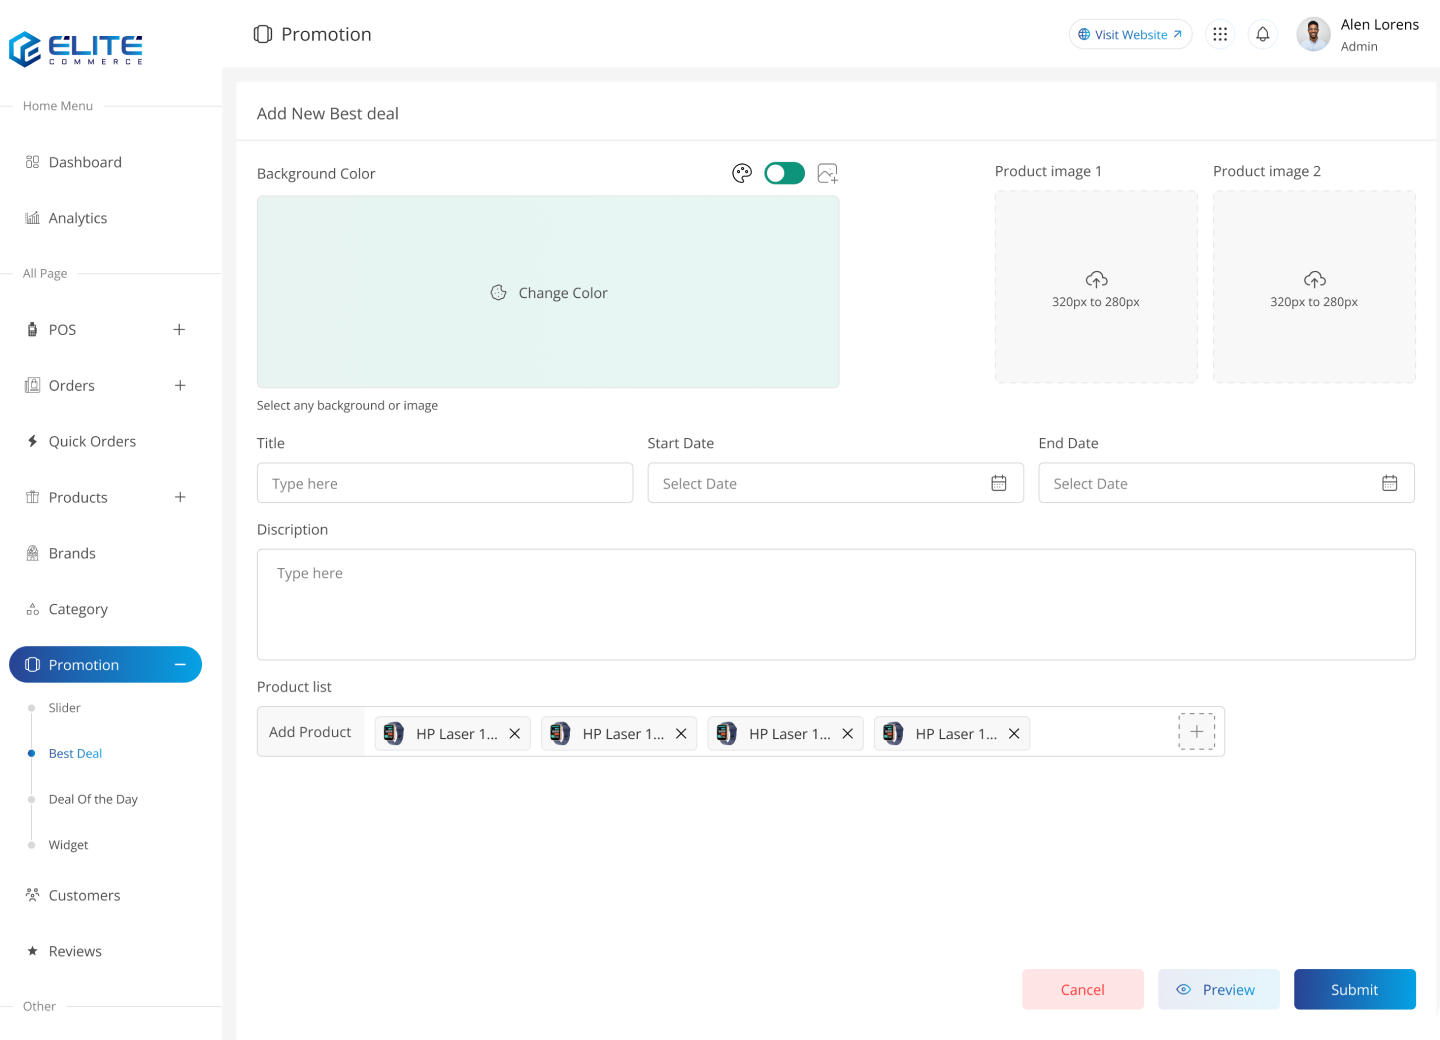 ELITE
COMMERCE
Promotion
Visit Website
Alen Lorens
Admin
Home Menu
Dashboard
Analytics
All Page
POS
Orders
Quick Orders
Products
Brands
Category
Promotion
Slider
Best Deal
Deal Of the Day
Widget
Customers
Reviews
Other
Add New Best deal
Background Color
Change Color
Select any background or image
Product image 1
320px to 280px
Product image 2
320px to 280px
Title
Type here
Start Date
Select Date
End Date
Select Date
Discription
Type here
Product list
Add Product
HP Laser 1...
HP Laser 1...
HP Laser 1...
HP Laser 1...
Cancel
Preview
Submit